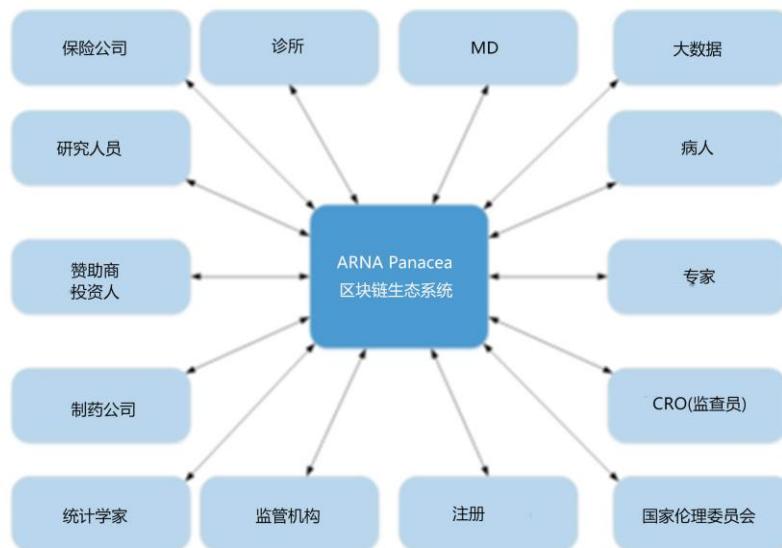 保险公司
诊所
MD
大数据
研究人员
病人
ARNA Panacea
区块链生态系统
赞助商
投资人
专家
制药公司
CRO(监查员)
统计学家
监管机构
注册
国家伦理委员会